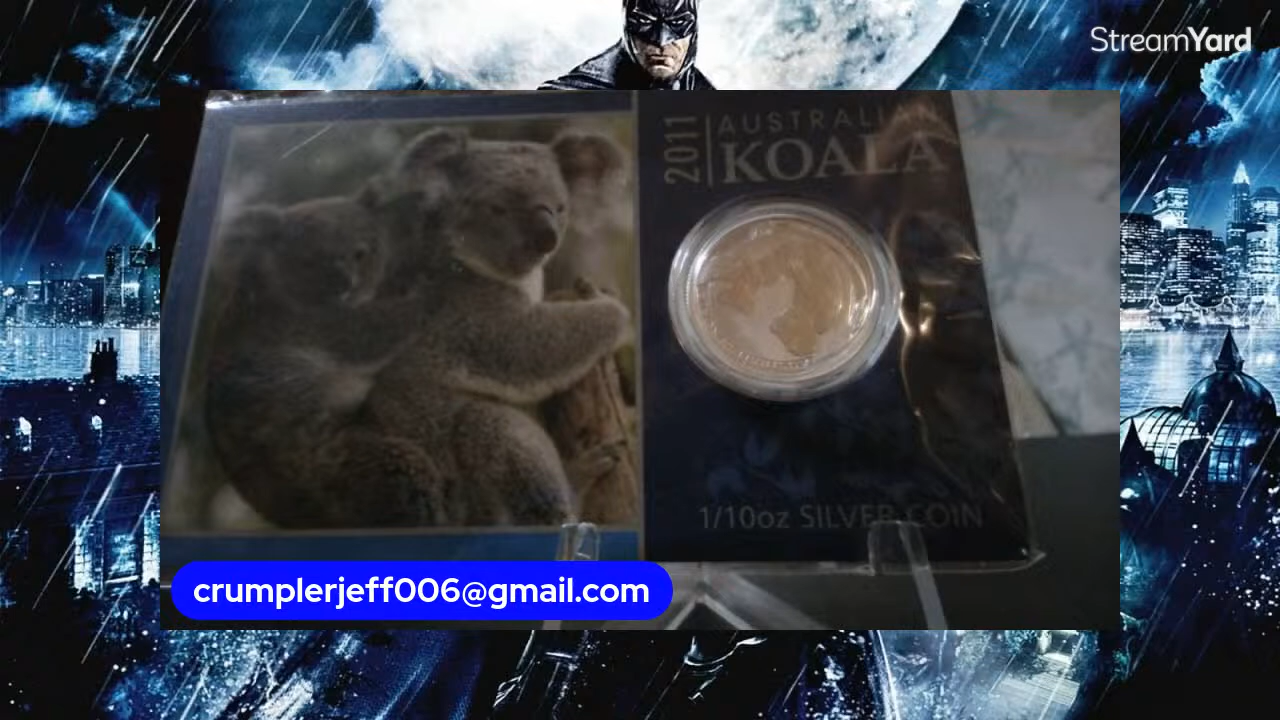 StreamYard
2011
AUSTRALIAN
KOALA
1/10oz SILVER COIN
crumplerjeff006@gmail.com